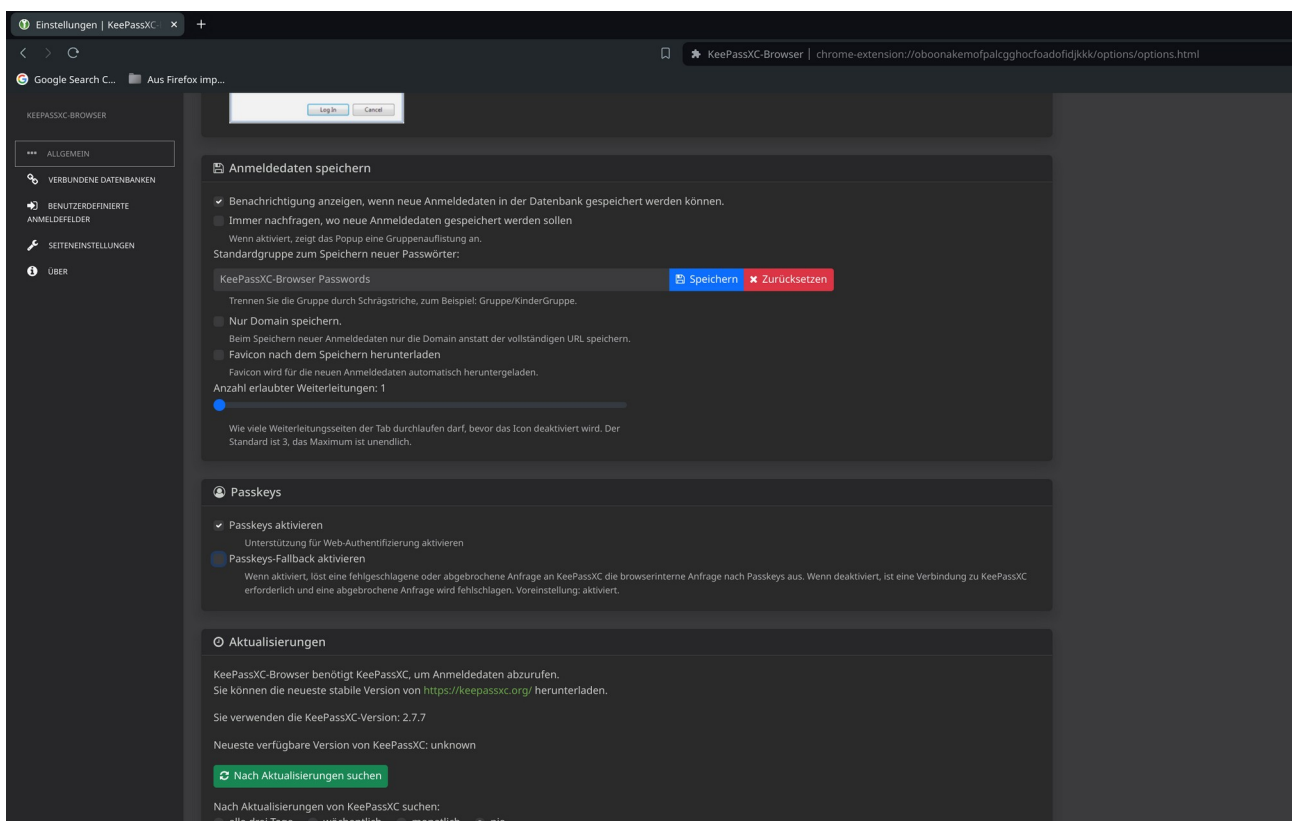 Einstellungen | KeePassXC-
KeePassXC-Browser | chrome-extension://oboonakemofpalcgghocfoadofidjkkk/options/options.html
Google Search C... Aus Firefox imp...
KEEPASSXC-BROWSER
ALLGEMEIN
VERBUNDENE DATENBANKEN
BENUTZERDEFINIERTE
ANMELDEFELDER
SEITENEINSTELLUNGEN
ÜBER
Log In Cancel
Anmeldedaten speichern
Benachrichtigung anzeigen, wenn neue Anmeldedaten in der Datenbank gespeichert werden können.
Immer nachfragen, wo neue Anmeldedaten gespeichert werden sollen
Wenn aktiviert, zeigt das Popup eine Gruppenauflistung an.
Standardgruppe zum Speichern neuer Passwörter:
KeePassXC-Browser Passwords Speichern Zurücksetzen
Trennen Sie die Gruppe durch Schrägstriche, zum Beispiel: Gruppe/KinderGruppe.
Nur Domain speichern.
Beim Speichern neuer Anmeldedaten nur die Domain anstatt der vollständigen URL speichern.
Favicon nach dem Speichern herunterladen
Favicon wird für die neuen Anmeldedaten automatisch heruntergeladen.
Anzahl erlaubter Weiterleitungen: 1
Wie viele Weiterleitungsseiten der Tab durchlaufen darf, bevor das Icon deaktiviert wird. Der
Standard ist 3, das Maximum ist unendlich.
Passkeys
Passkeys aktivieren
Unterstützung für Web-Authentifizierung aktivieren
Passkeys-Fallback aktivieren
Wenn aktiviert, löst eine fehlgeschlagene oder abgebrochene Anfrage an KeePassXC die browserinterne Anfrage nach Passkeys aus. Wenn deaktiviert, ist eine Verbindung zu KeePassXC
erforderlich und eine abgebrochene Anfrage wird fehlschlagen. Voreinstellung: aktiviert.
Aktualisierungen
KeePassXC-Browser benötigt KeePassXC, um Anmeldedaten abzurufen.
Sie können die neueste stabile Version von https://keepassxc.org/ herunterladen.
Sie verwenden die KeePassXC-Version: 2.7.7
Neueste verfügbare Version von KeePassXC: unknown
Nach Aktualisierungen suchen
Nach Aktualisierungen von KeePassXC suchen:
alle drei Tage wöchentlich monatlich nie